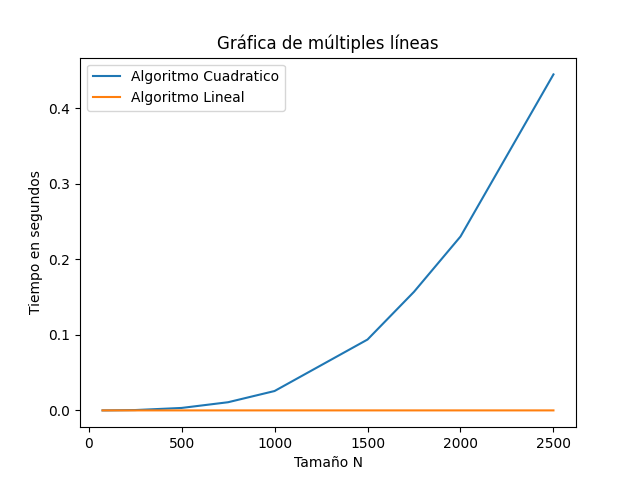 Gráfica de múltiples líneas
Algoritmo Cuadratico
Algoritmo Lineal
Tiempo en segundos
0.4
0.3
0.2
0.1
0.0
0 500 1000 1500 2000 2500
Tamaño N